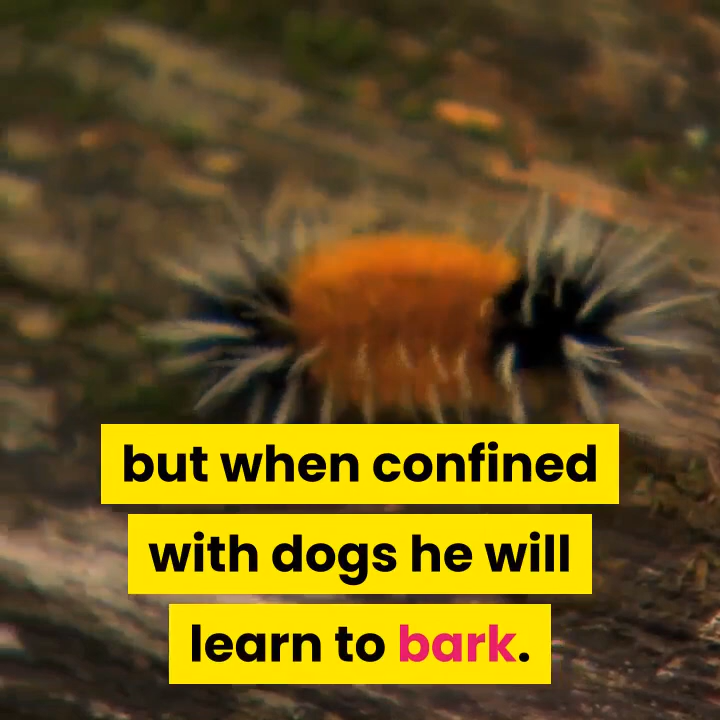 but when confined
with dogs he will
learn to bark.